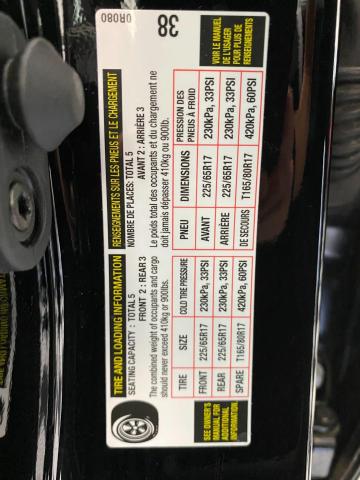 TIRE AND LOADING INFORMATION
SEATING CAPACITY : TOTAL 5
FRONT 2 : REAR 3
The combined weight of occupants and cargo
should never exceed 410kg or 900lbs.
TIRE SIZE COLD TIRE PRESSURE
FRONT 225/65R17 230kPa, 33PSI
REAR 225/65R17 230kPa, 33PSI
SPARE T165/80R17 420kPa, 60PSI
SEE OWNER'S
MANUAL FOR
ADDITIONAL
INFORMATION
RENSEIGNEMENTS SUR LES PNEUS ET LE CHARGEMENT
NOMBRE DE PLACES: TOTAL 5
AVANT 2 : ARRIÈRE 3
Le poids total des occupants et du chargement ne
doit jamais dépasser 410kg ou 900lb.
PNEU DIMENSIONS PRESSION DES
PNEUS À FROID
AVANT 225/65R17 230kPa, 33PSI
ARRIÈRE 225/65R17 230kPa, 33PSI
DE SECOURS T165/80R17 420kPa, 60PSI
VOIR LE MANUEL
DE L'USAGER
POUR PLUS DE
RENSEIGNEMENTS
38
0R080